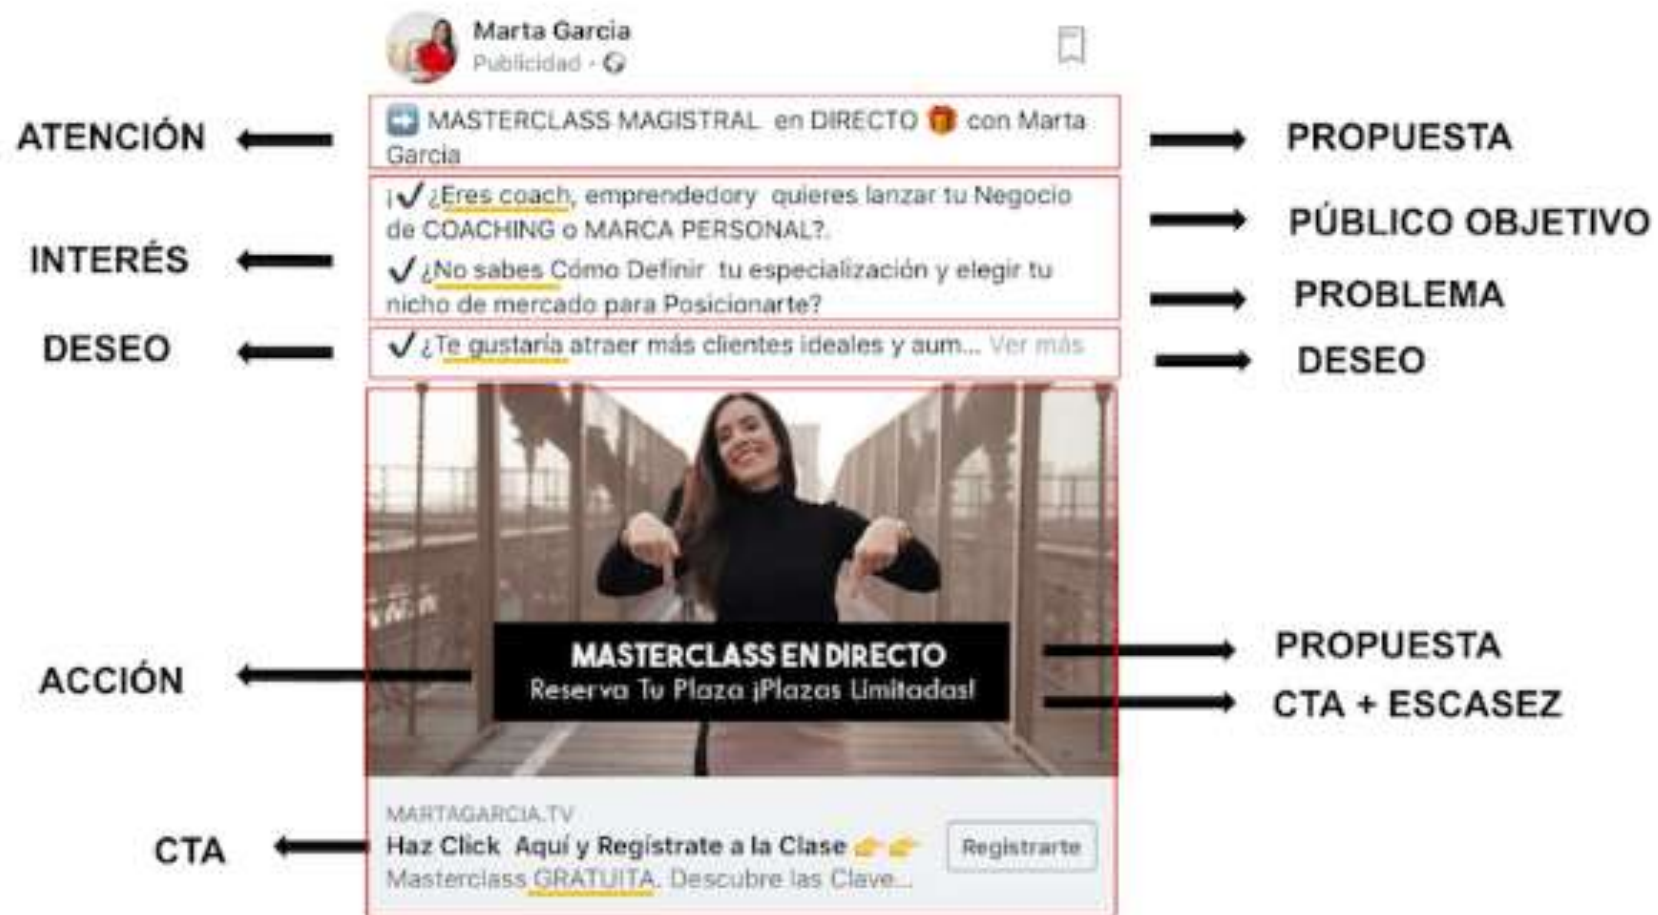 Marta Garcia
Publicidad ·
ATENCIÓN
➡️ MASTERCLASS MAGISTRAL en DIRECTO 🎁 con Marta
Garcia
PROPUESTA
¡✔ ¿Eres coach, emprendedory quieres lanzar tu Negocio
de COACHING o MARCA PERSONAL?.
PÚBLICO OBJETIVO
INTERÉS
✔ ¿No sabes Cómo Definir tu especialización y elegir tu
nicho de mercado para Posicionarte?
PROBLEMA
DESEO
✔ ¿Te gustaría atraer más clientes ideales y aum... Ver más
DESEO
ACCIÓN
MASTERCLASS EN DIRECTO
Reserva Tu Plaza ¡Plazas Limitadas!
PROPUESTA
CTA + ESCASEZ
CTA
MARTAGARCIA.TV
Haz Click Aquí y Regístrate a la Clase 👉 👉
Masterclass GRATUITA. Descubre las Clave...
Registrarte